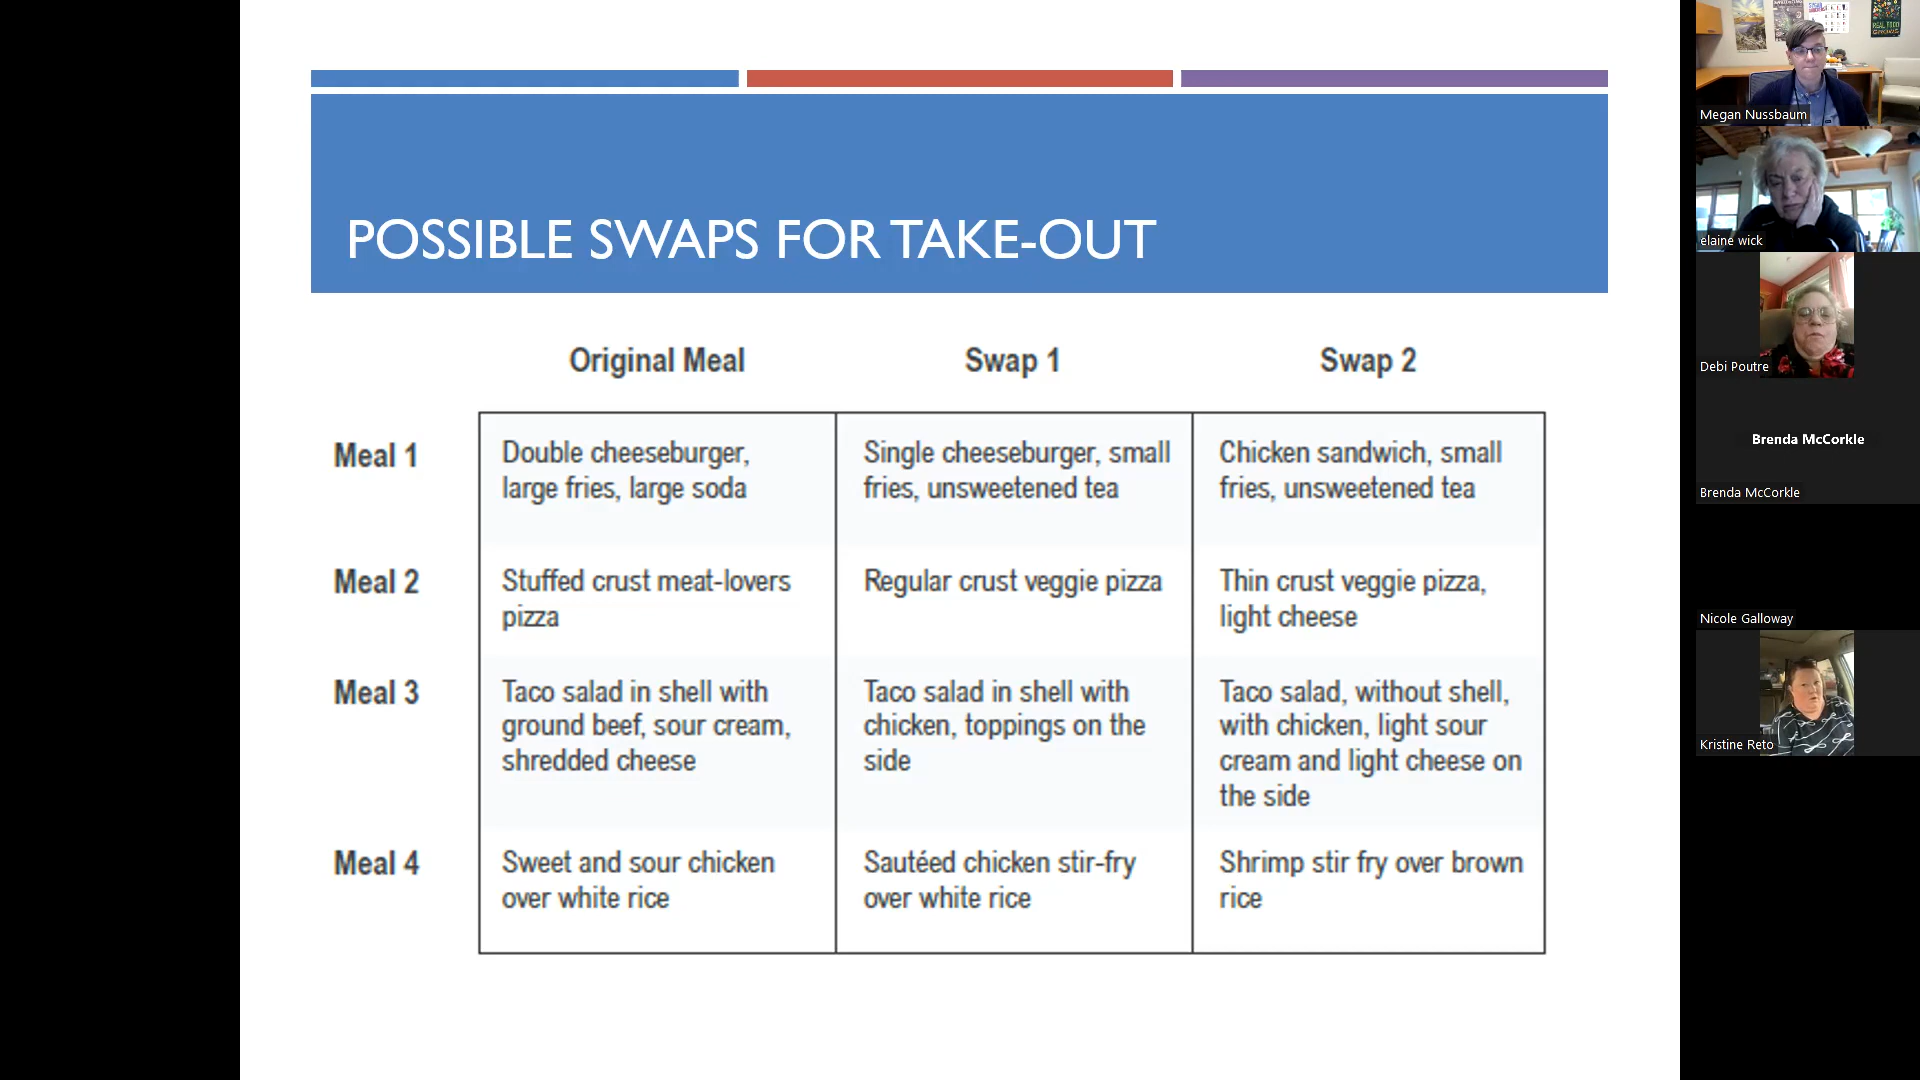 POSSIBLE SWAPS FOR TAKE-OUT
Original Meal
Swap 1
Swap 2
Meal 1
Double cheeseburger,
large fries, large soda
Single cheeseburger, small
fries, unsweetened tea
Chicken sandwich, small
fries, unsweetened tea
Meal 2
Stuffed crust meat-lovers
pizza
Regular crust veggie pizza
Thin crust veggie pizza,
light cheese
Meal 3
Taco salad in shell with
ground beef, sour cream,
shredded cheese
Taco salad in shell with
chicken, toppings on the
side
Taco salad, without shell,
with chicken, light sour
cream and light cheese on
the side
Meal 4
Sweet and sour chicken
over white rice
Sautéed chicken stir-fry
over white rice
Shrimp stir fry over brown
rice
Megan Nussbaum
elaine wick
Debi Poutre
Brenda McCorkle
Brenda McCorkle
Nicole Galloway
Kristine Reto